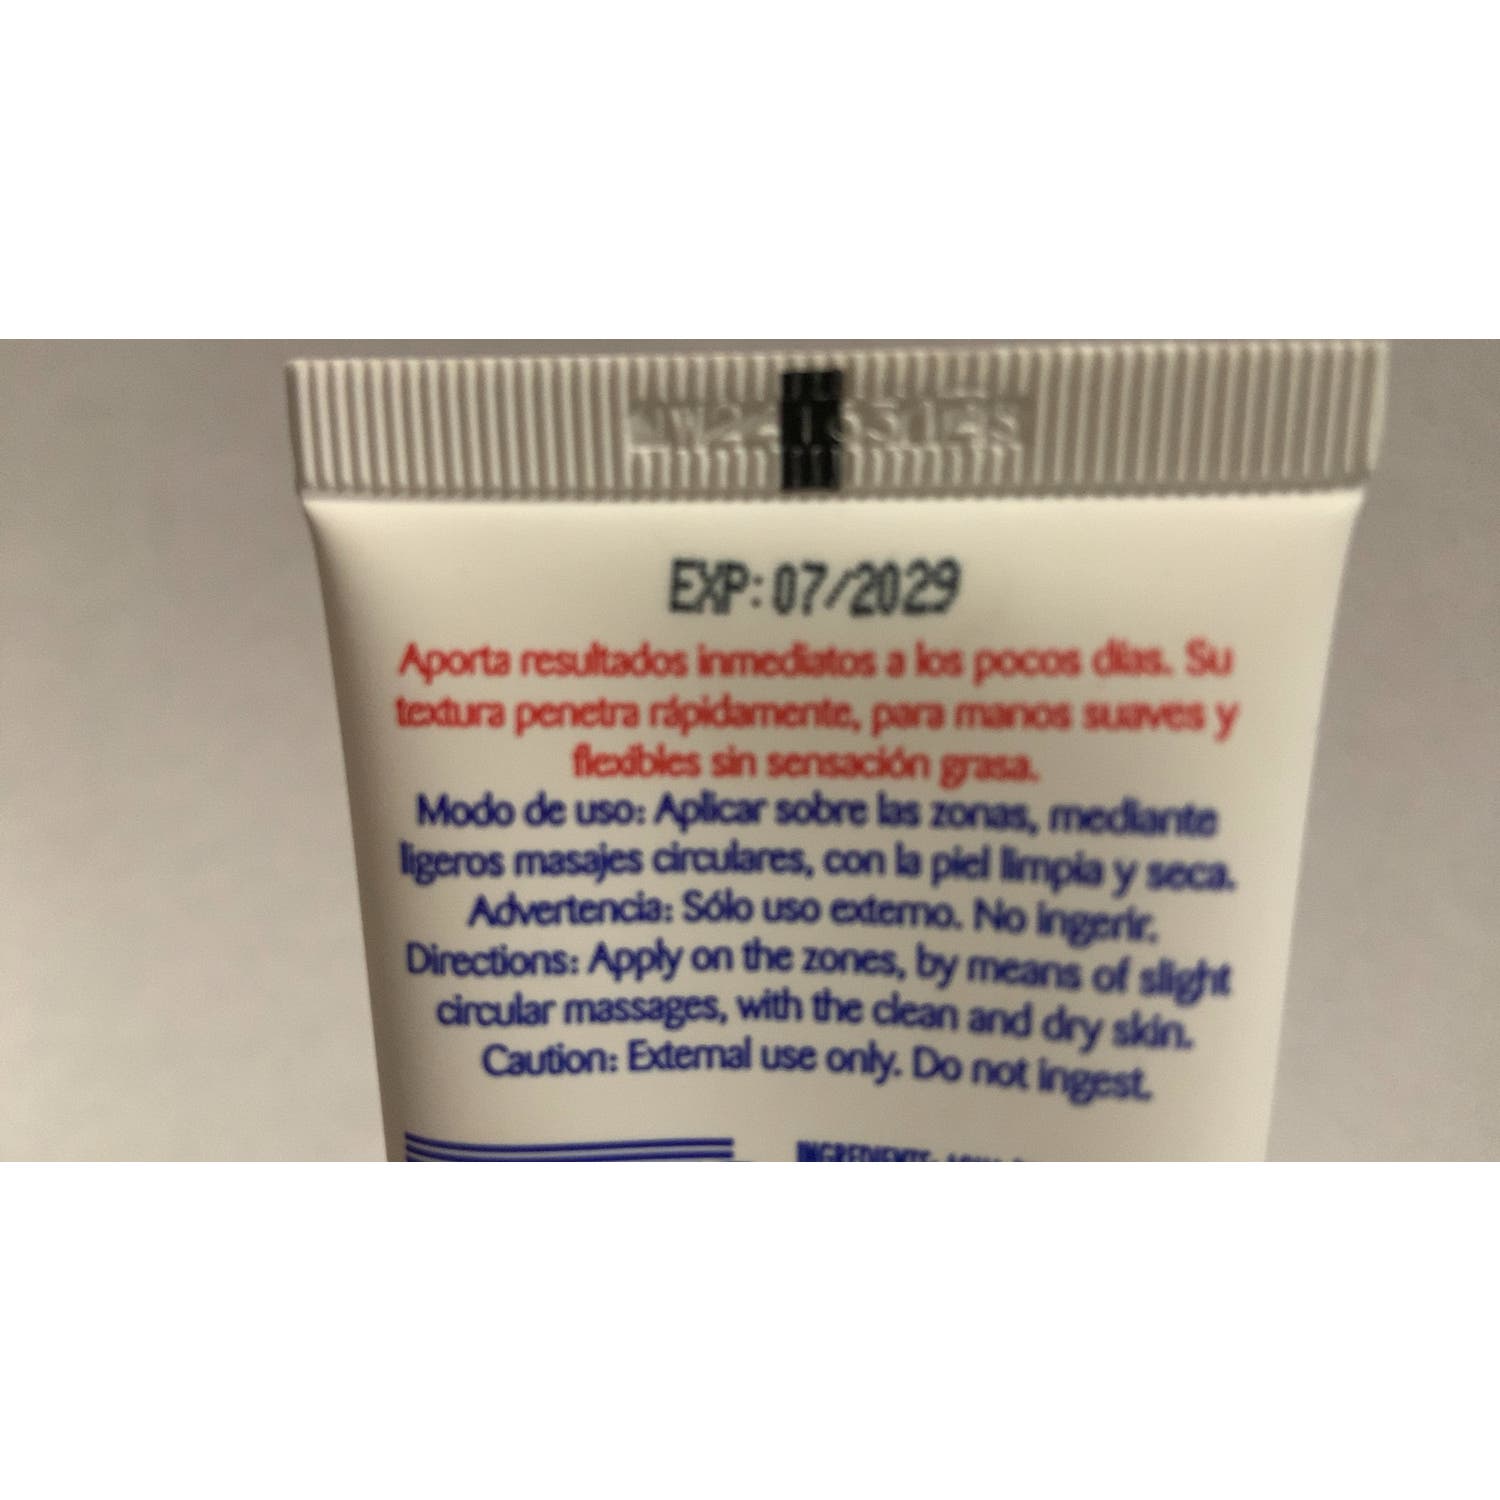 EXP: 07/2029
Aporta resultados inmediatos a los pocos días. Su
textura penetra rápidamente, para manos suaves y
flexibles sin sensación grasa.
Modo de uso: Aplicar sobre las zonas, mediante
ligeros masajes circulares, con la piel limpia y seca.
Advertencia: Sólo uso externo. No ingerir.
Directions: Apply on the zones, by means of slight
circular massages, with the clean and dry skin.
Caution: External use only. Do not ingest.
INGREDIENTS: